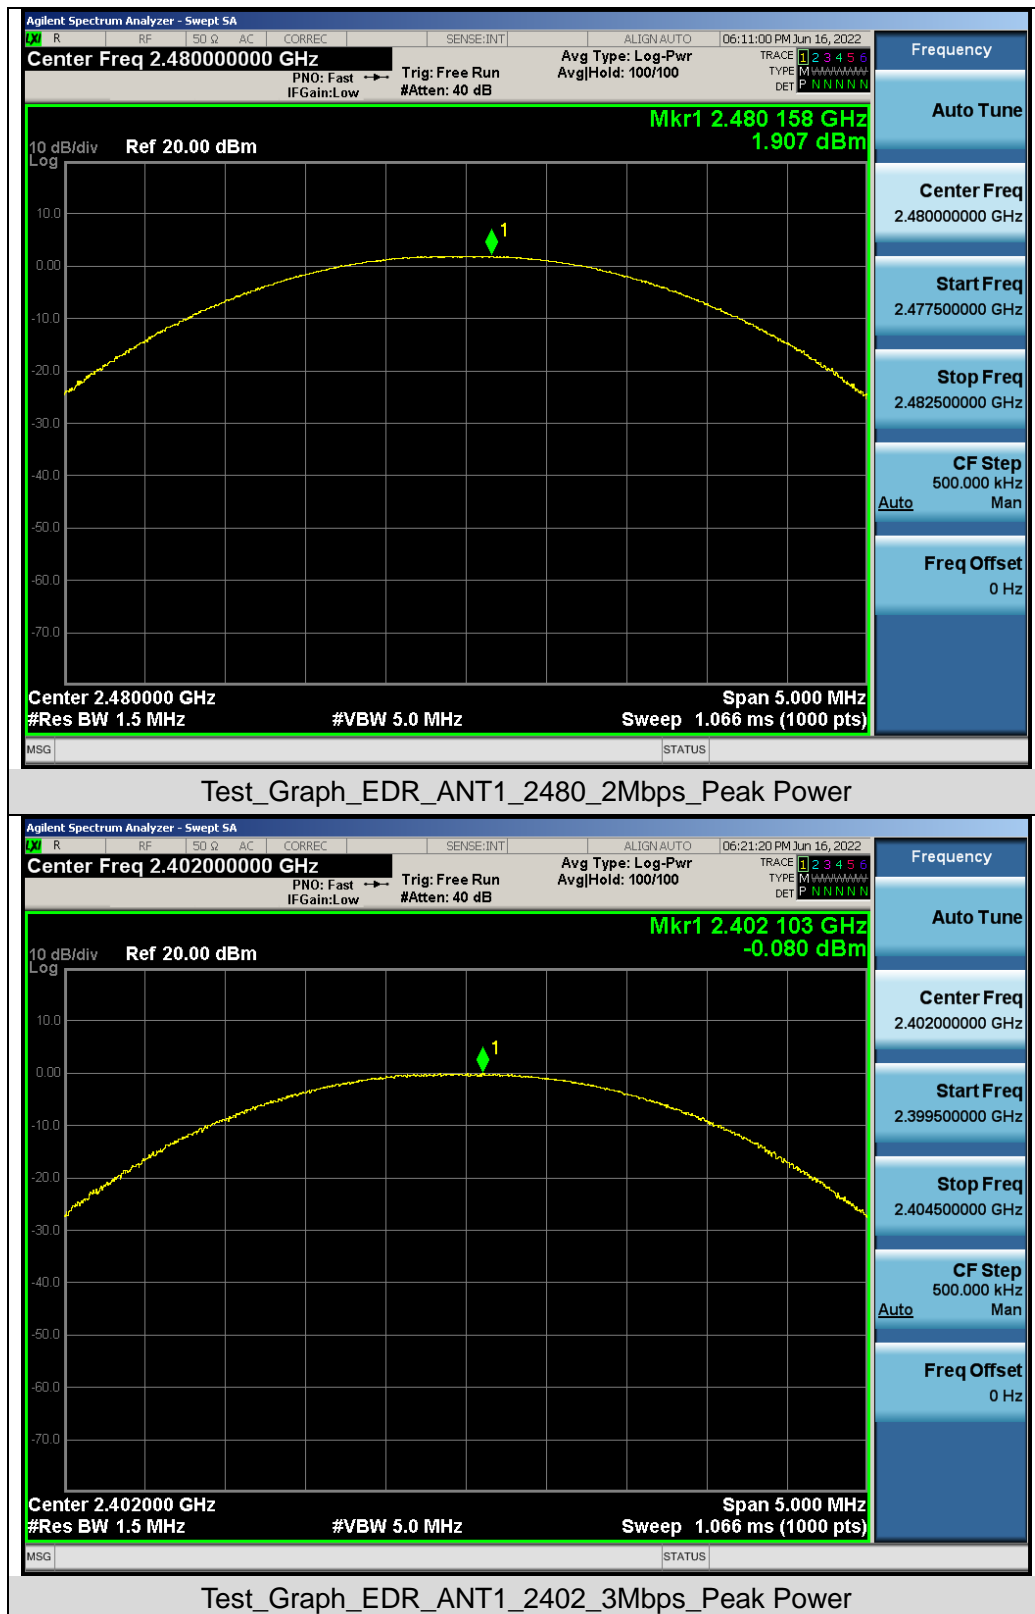 Agilent Spectrum Analyzer - Swept SA
LXI R RF 50 Ω AC CORREC SENSE:INT ALIGN AUTO 06:11:00 PM Jun 16, 2022
Center Freq 2.480000000 GHz
PNO: Fast
IFGain:Low
Trig: Free Run
#Atten: 40 dB
Avg Type: Log-Pwr
Avg|Hold: 100/100
TRACE 1 2 3 4 5 6
TYPE M
DET P N N N N N
Mkr1 2.480 158 GHz
1.907 dBm
10 dB/div Ref 20.00 dBm
Log
10.0
1
0.00
-10.0
-20.0
-30.0
-40.0
-50.0
-60.0
-70.0
Center 2.480000 GHz Span 5.000 MHz
#Res BW 1.5 MHz #VBW 5.0 MHz Sweep 1.066 ms (1000 pts)
MSG STATUS
Frequency
Auto Tune
Center Freq
2.480000000 GHz
Start Freq
2.477500000 GHz
Stop Freq
2.482500000 GHz
CF Step
500.000 kHz
Auto Man
Freq Offset
0 Hz
Test_Graph_EDR_ANT1_2480_2Mbps_Peak Power
Agilent Spectrum Analyzer - Swept SA
LXI R RF 50 Ω AC CORREC SENSE:INT ALIGN AUTO 06:21:20 PM Jun 16, 2022
Center Freq 2.402000000 GHz
PNO: Fast
IFGain:Low
Trig: Free Run
#Atten: 40 dB
Avg Type: Log-Pwr
Avg|Hold: 100/100
TRACE 1 2 3 4 5 6
TYPE M
DET P N N N N N
Mkr1 2.402 103 GHz
-0.080 dBm
10 dB/div Ref 20.00 dBm
Log
10.0
1
0.00
-10.0
-20.0
-30.0
-40.0
-50.0
-60.0
-70.0
Center 2.402000 GHz Span 5.000 MHz
#Res BW 1.5 MHz #VBW 5.0 MHz Sweep 1.066 ms (1000 pts)
MSG STATUS
Frequency
Auto Tune
Center Freq
2.402000000 GHz
Start Freq
2.399500000 GHz
Stop Freq
2.404500000 GHz
CF Step
500.000 kHz
Auto Man
Freq Offset
0 Hz
Test_Graph_EDR_ANT1_2402_3Mbps_Peak Power